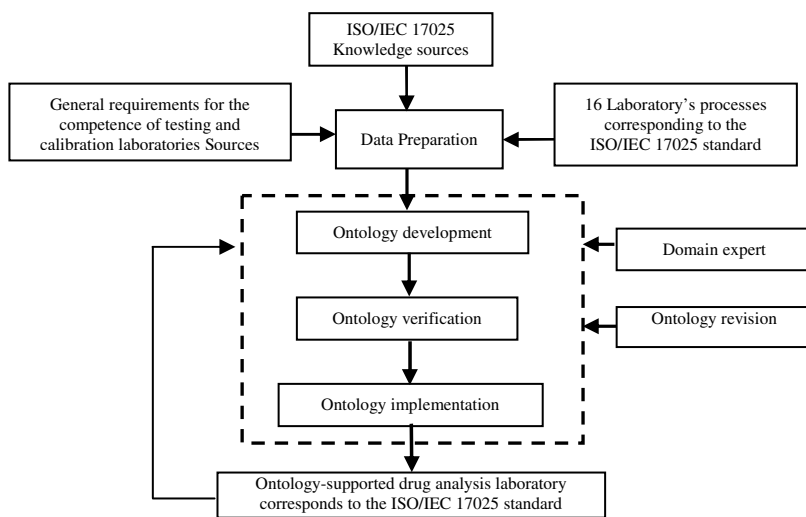 ISO/IEC 17025
Knowledge sources
General requirements for the
competence of testing and
calibration laboratories Sources
Data Preparation
16 Laboratory's processes
corresponding to the
ISO/IEC 17025 standard
Ontology development
Domain expert
Ontology verification
Ontology revision
Ontology implementation
Ontology-supported drug analysis laboratory
corresponds to the ISO/IEC 17025 standard